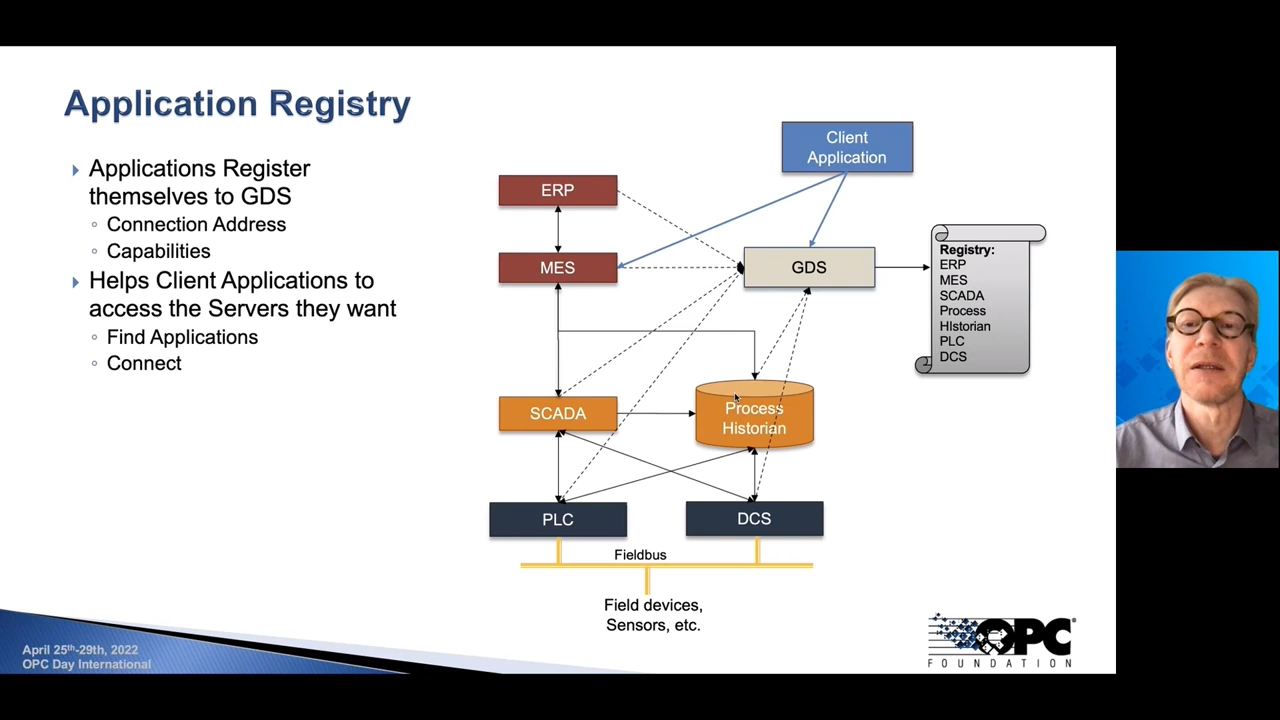 Application Registry
Applications Register
themselves to GDS
Connection Address
Capabilities
Helps Client Applications to
access the Servers they want
Find Applications
Connect
Client
Application
ERP
MES
GDS
Registry:
ERP
MES
SCADA
Process
HIstorian
PLC
DCS
SCADA
Process
Historian
PLC
DCS
Fieldbus
Field devices,
Sensors, etc.
April 25th-29th, 2022
OPC Day International
OPC
FOUNDATION